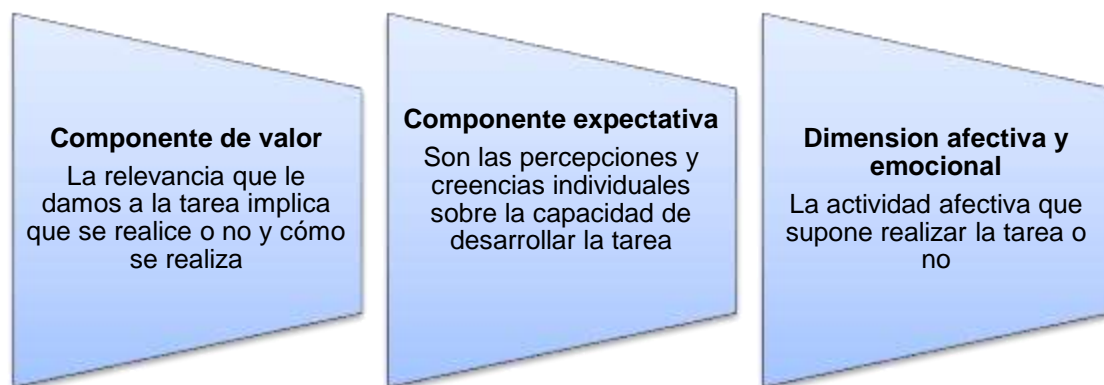 Componente de valor
La relevancia que le
damos a la tarea implica
que se realice o no y cómo
se realiza
Componente expectativa
Son las percepciones y
creencias individuales
sobre la capacidad de
desarrollar la tarea
Dimension afectiva y
emocional
La actividad afectiva que
supone realizar la tarea o
no